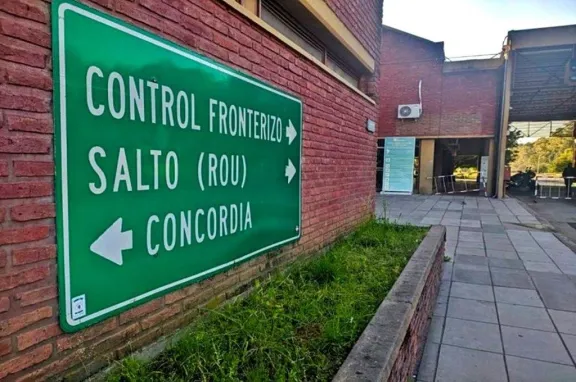 CONTROL FRONTERIZO
SALTO (ROU)
CONCORDIA